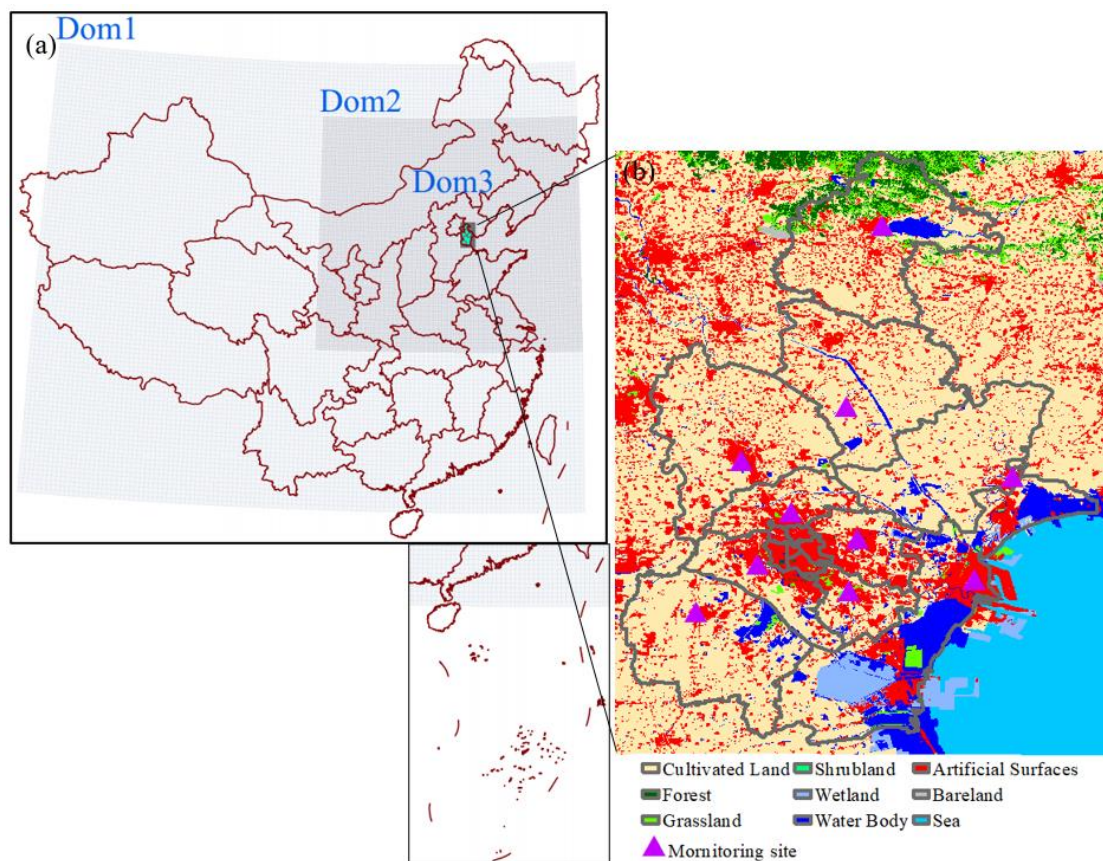 Dom1
(a)
Dom2
Dom3
(b)
Cultivated Land Shrubland Artificial Surfaces
Forest Wetland Bareland
Grassland Water Body Sea
Mornitoring site